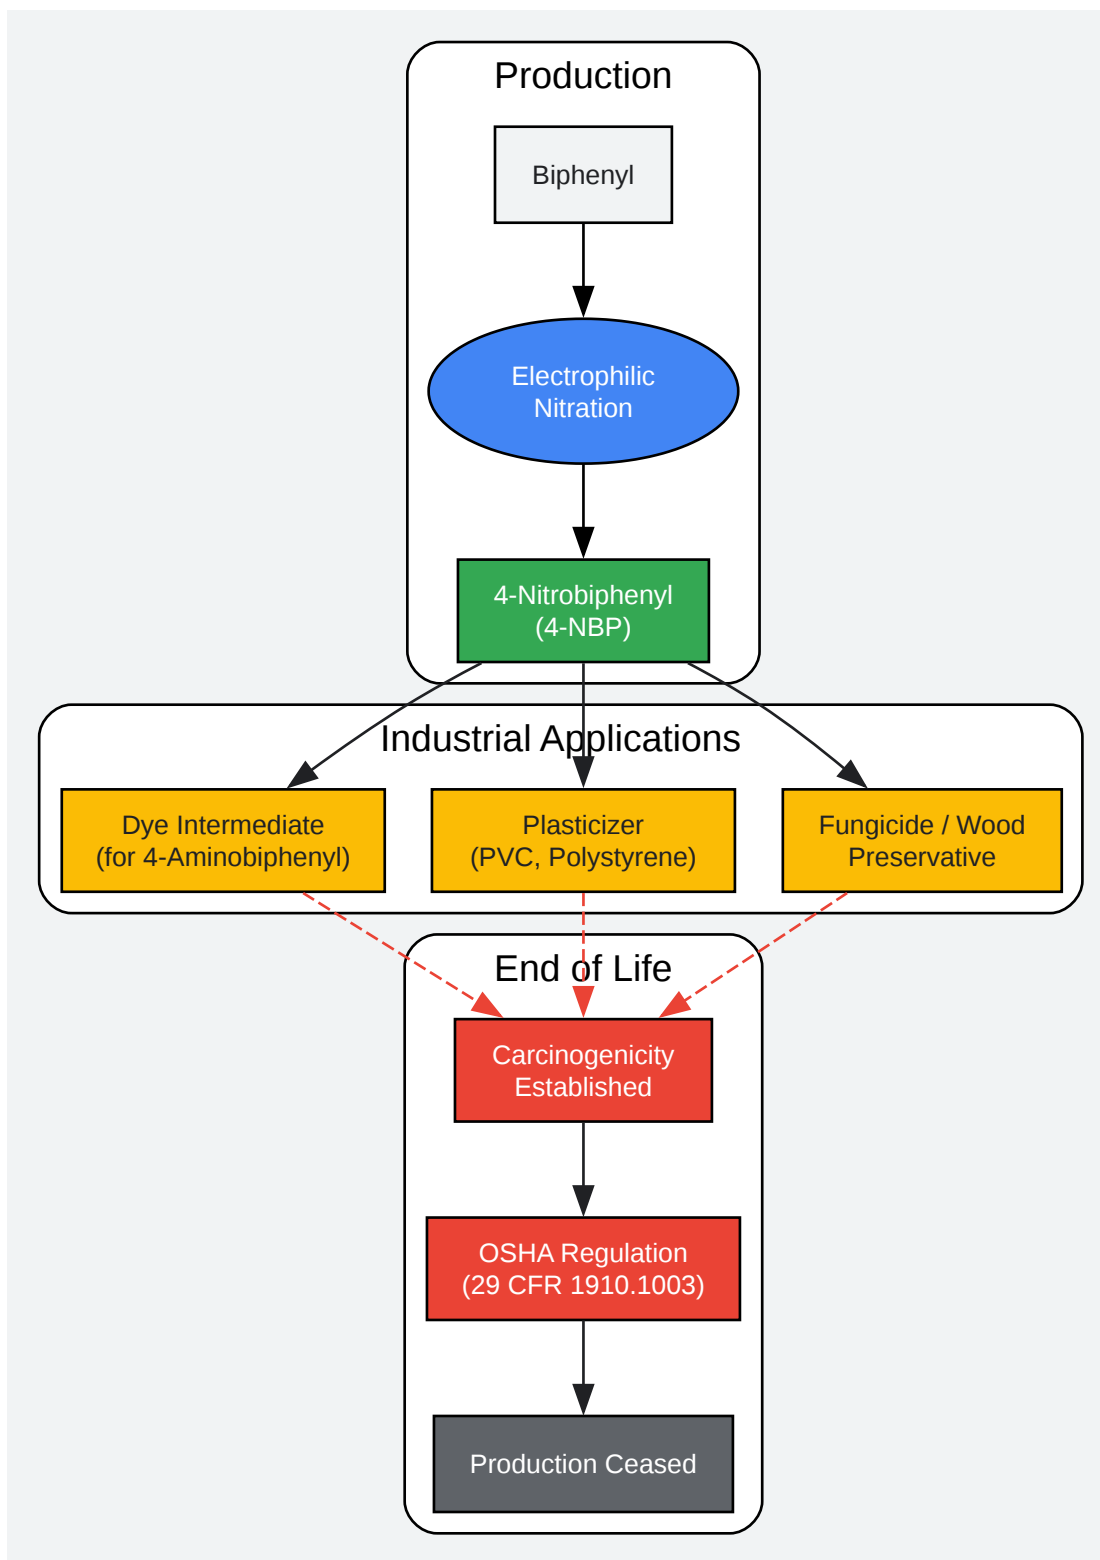 Production
Biphenyl
Electrophilic
Nitration
4-Nitrobiphenyl
(4-NBP)
Industrial Applications
Dye Intermediate
(for 4-Aminobiphenyl)
Plasticizer
(PVC, Polystyrene)
Fungicide / Wood
Preservative
End of Life
Carcinogenicity
Established
OSHA Regulation
(29 CFR 1910.1003)
Production Ceased